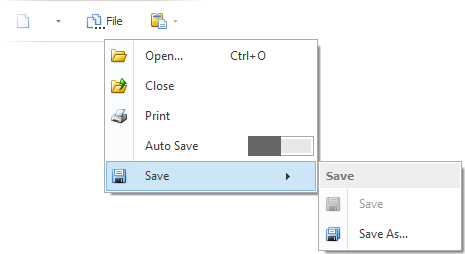 File
Open... Ctrl+O
Close
Print
Auto Save
Save
Save
Save
Save As...